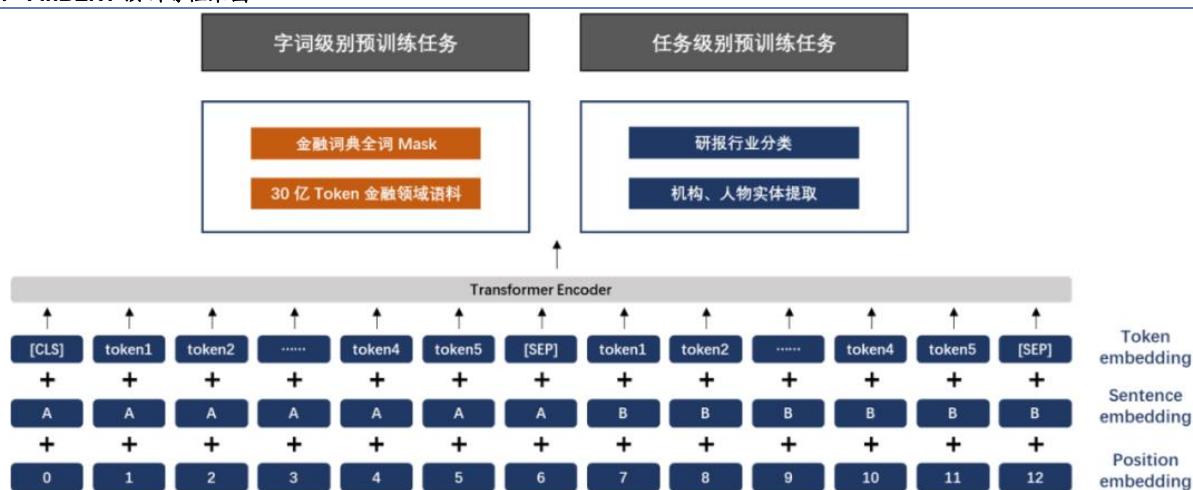 字词级别预训练任务 任务级别预训练任务
金融词典全词 Mask 研报行业分类
30 亿 Token 金融领域语料 机构、人物实体提取
Transformer Encoder
[CLS] token1 token2 …… token4 token5 [SEP] token1 token2 …… token4 token5 [SEP] Token embedding
+ + + + + + + + + + + + +
A A A A A A A B B B B B B Sentence embedding
+ + + + + + + + + + + + +
0 1 2 3 4 5 6 7 8 9 10 11 12 Position embedding